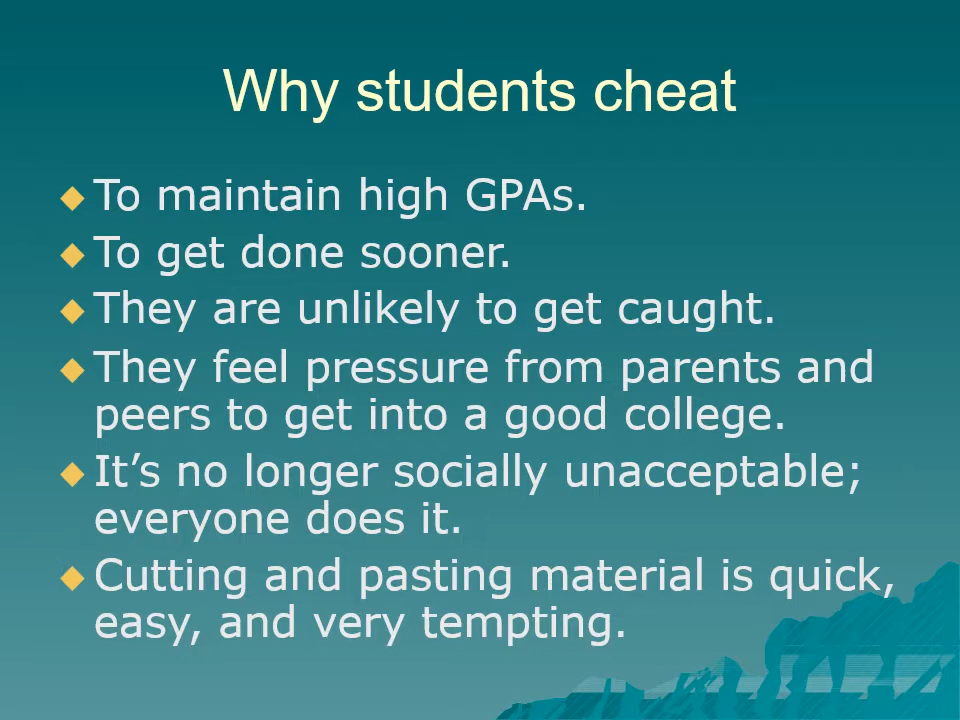 Why students cheat
To maintain high GPAs.
To get done sooner.
They are unlikely to get caught.
They feel pressure from parents and
peers to get into a good college.
It’s no longer socially unacceptable;
everyone does it.
Cutting and pasting material is quick,
easy, and very tempting.